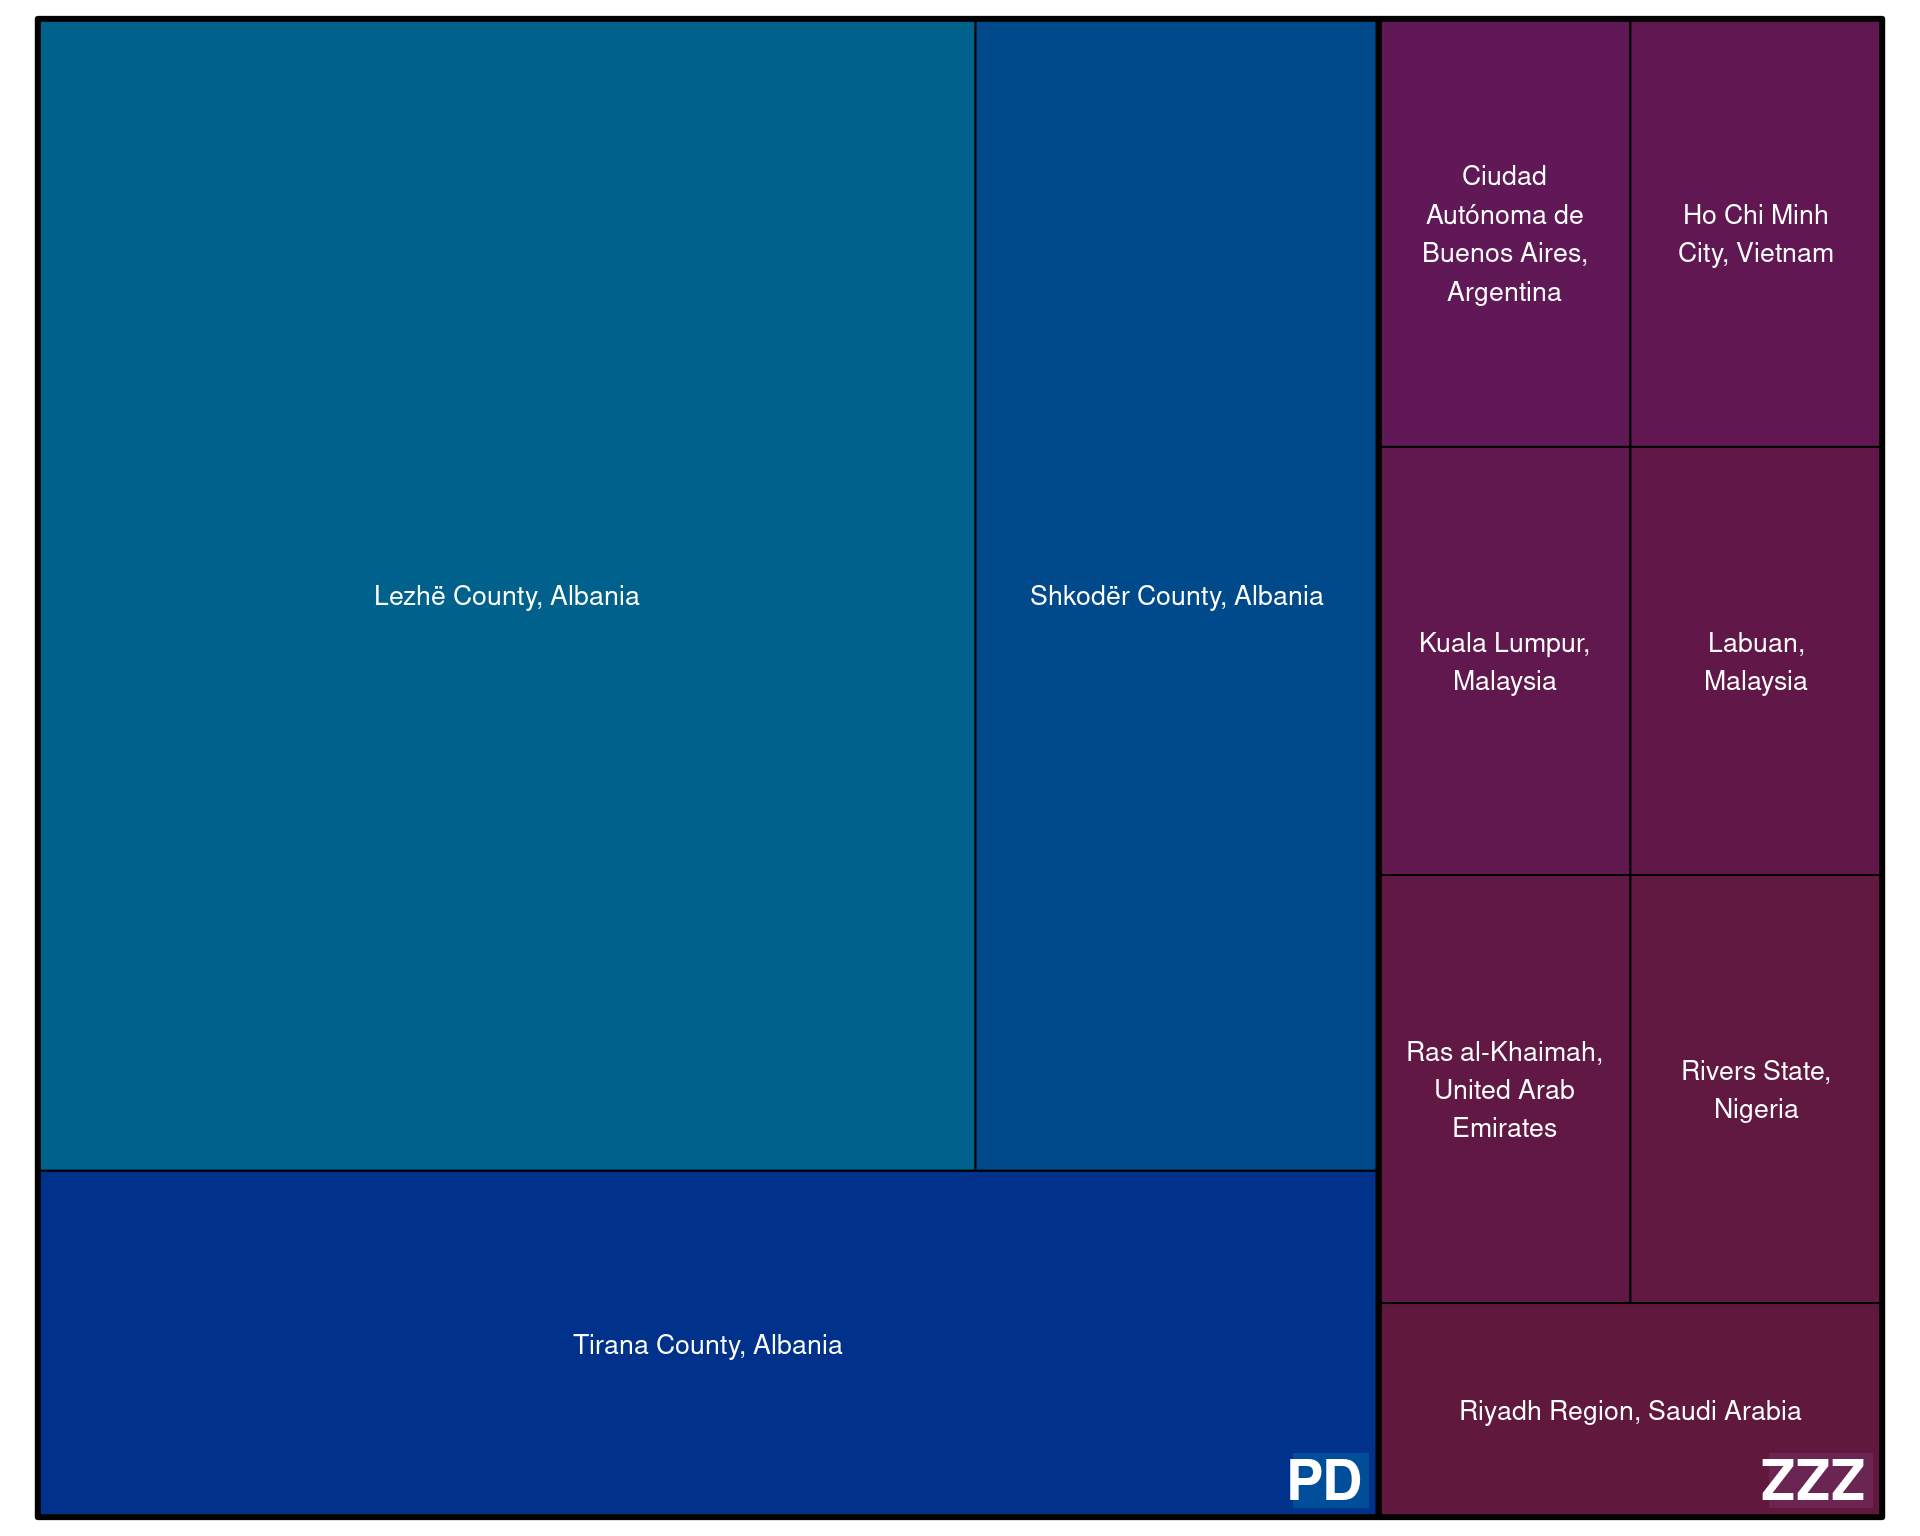 Lezhë County, Albania
Shkodër County, Albania
Tirana County, Albania
PD
Ciudad
Autónoma de
Buenos Aires,
Argentina
Ho Chi Minh
City, Vietnam
Kuala Lumpur,
Malaysia
Labuan,
Malaysia
Ras al-Khaimah,
United Arab
Emirates
Rivers State,
Nigeria
Riyadh Region, Saudi Arabia
ZZZ